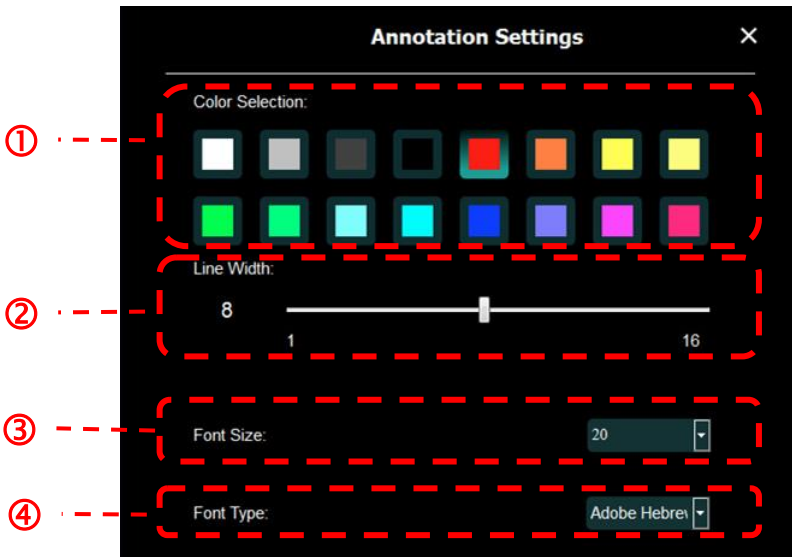 Annotation Settings ×
① Color Selection:
② Line Width:
8
1 16
③ Font Size: 20
④ Font Type: Adobe Hebre